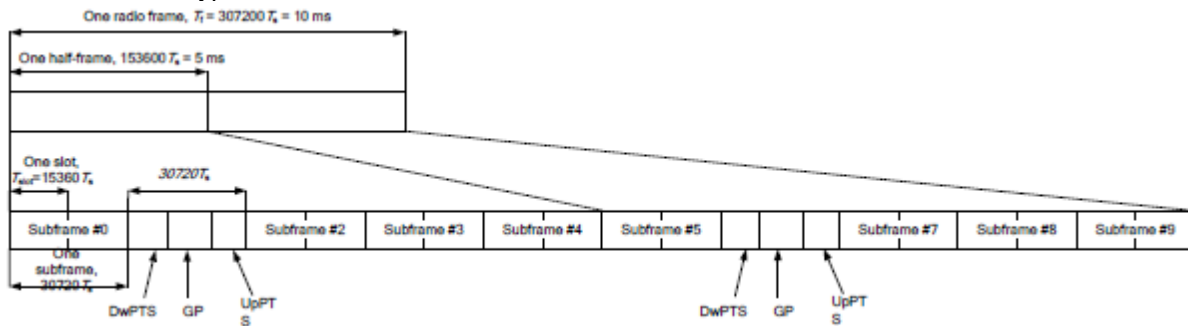 One radio frame, Tf = 307200 Ts = 10 ms
One half-frame, 153600 Ts = 5 ms
One slot,
Tslot=15360 Ts
30720Ts
Subframe #0
Subframe #2
Subframe #3
Subframe #4
Subframe #5
Subframe #7
Subframe #8
Subframe #9
One
subframe,
30720 Ts
DwPTS
GP
UpPT
S
DwPTS
GP
UpPT
S